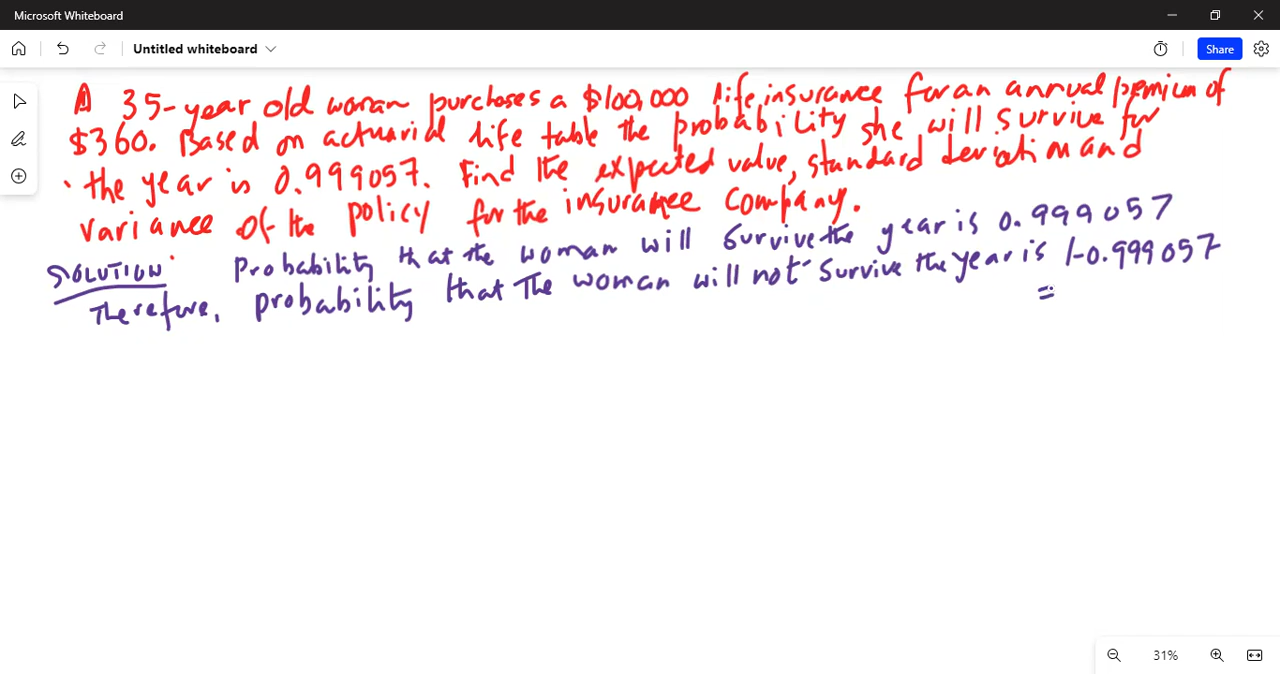 Microsoft Whiteboard
Untitled whiteboard
Share
A 35-year old woman purchases a $100,000 life insurance for an annual premium of
$360. Based on actuarial life table the probability she will survive for
the year is 0.999057. Find the expected value, standard deviation and
variance of the policy for the insurance company.
SOLUTION Probability that the woman will survive the year is 0.999057
Therefore, probability that The woman will not survive the year is 1-0.999057
=
31%